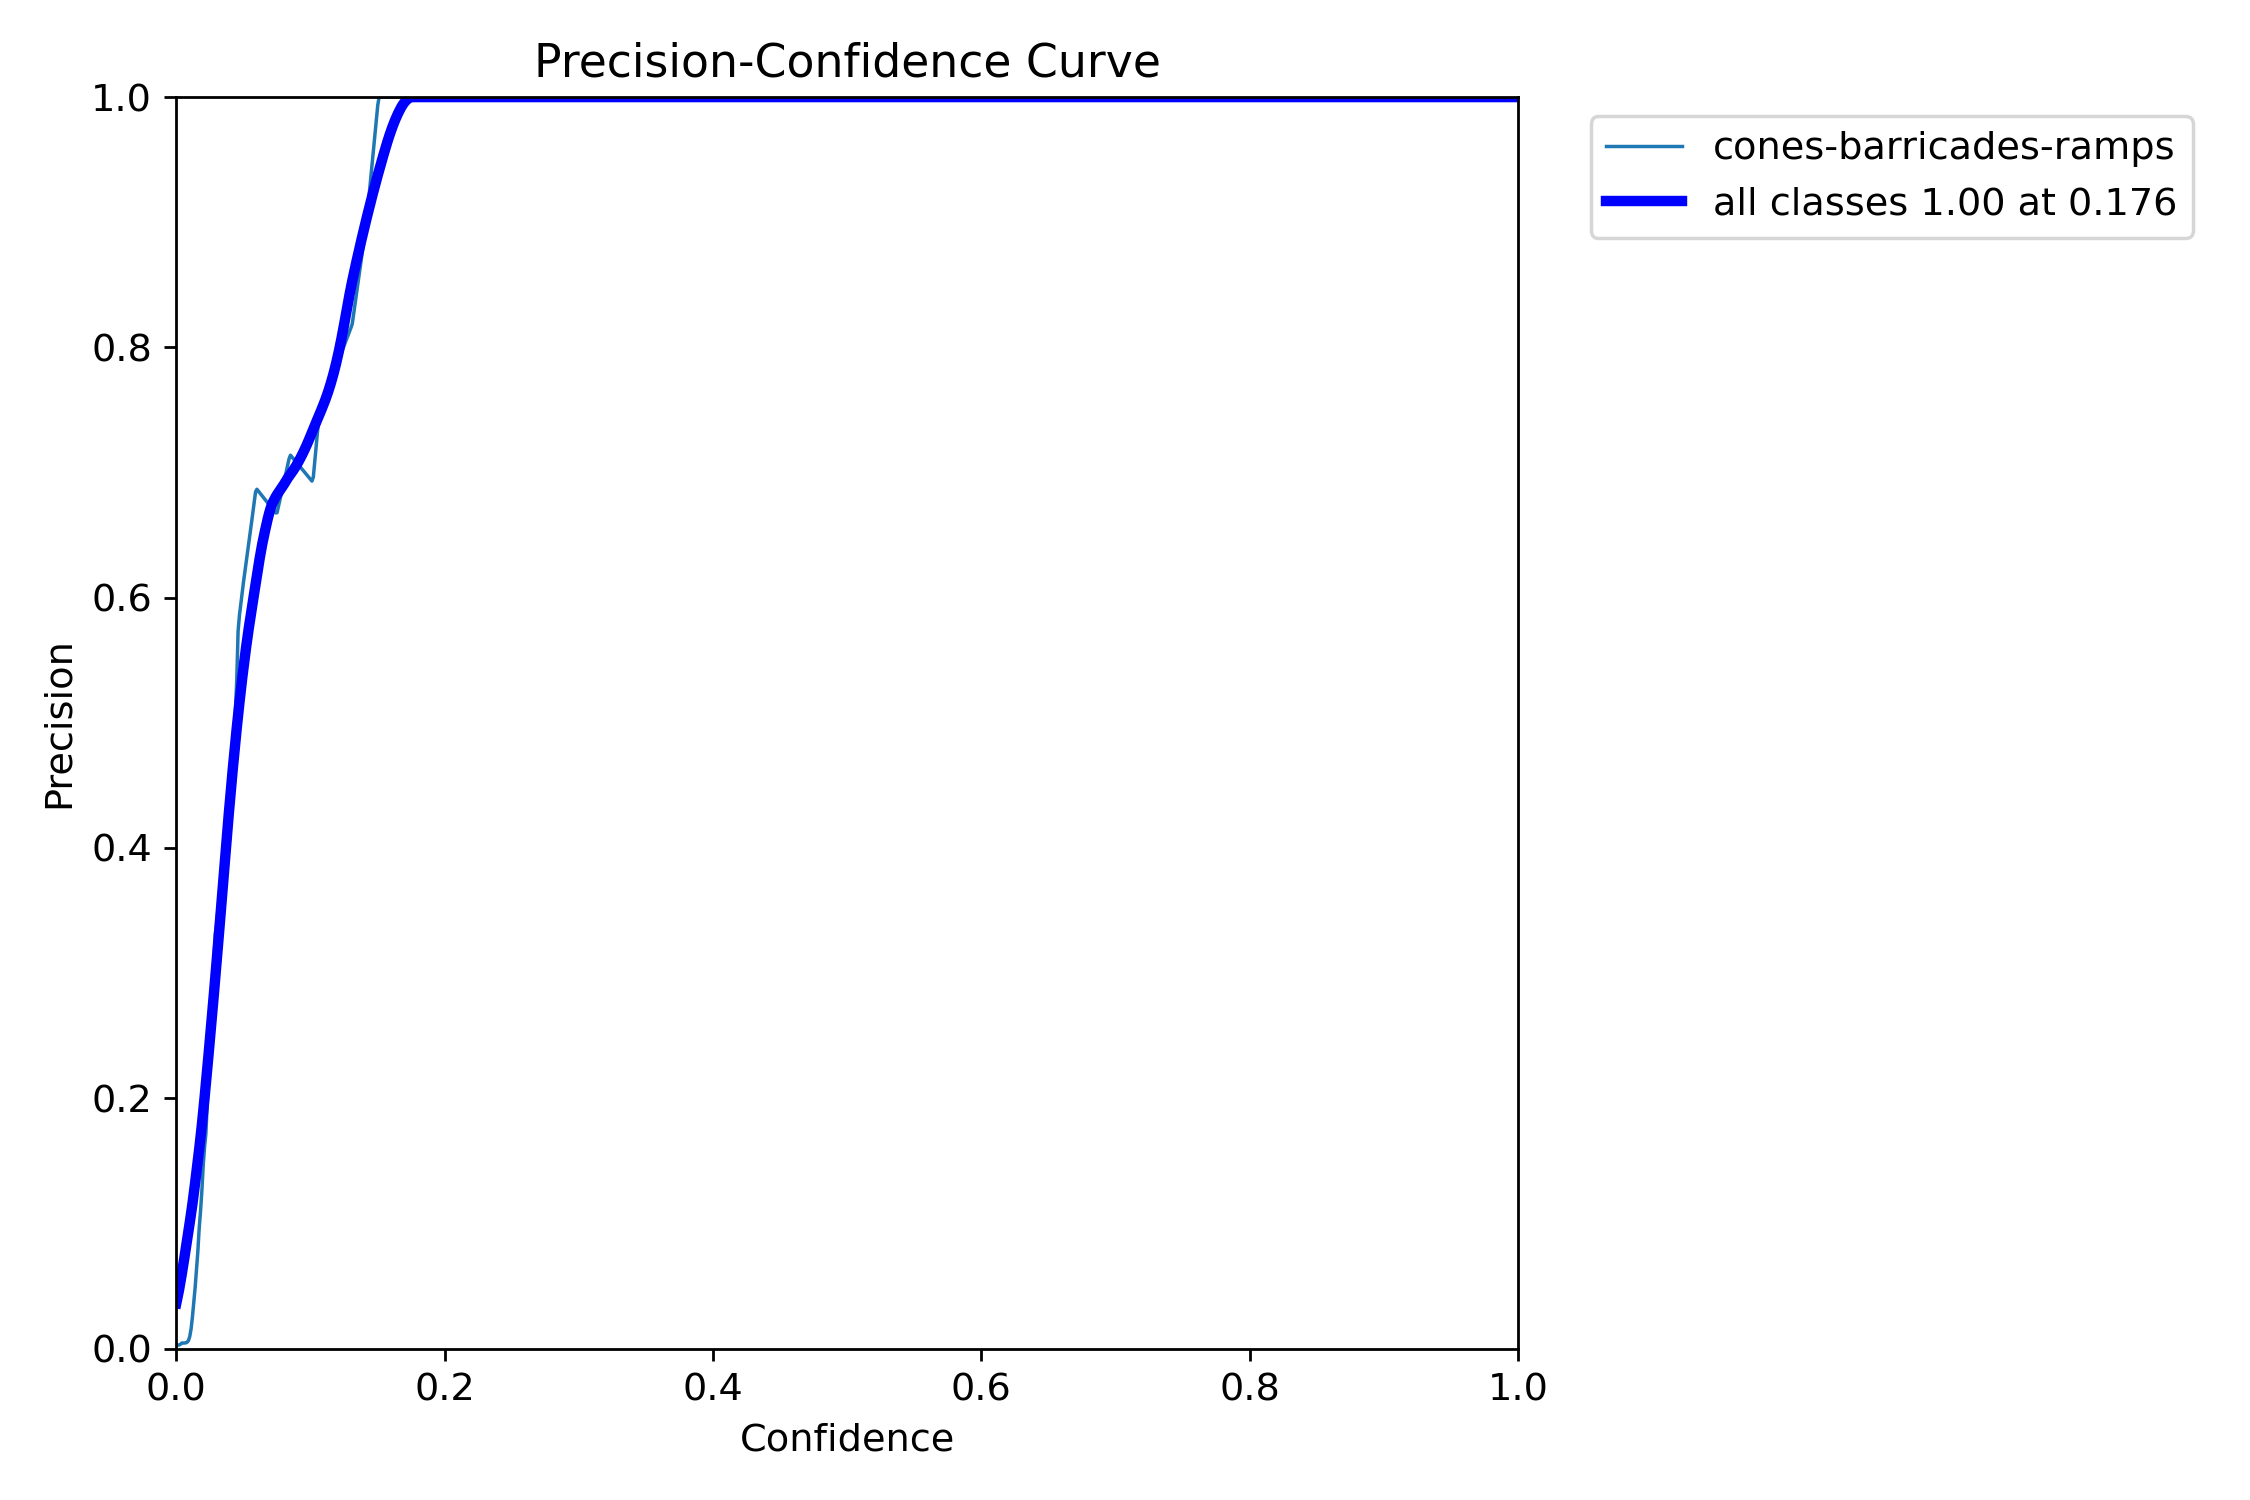 Precision-Confidence Curve
1.0
0.8
0.6
0.4
0.2
0.0
Precision
0.0 0.2 0.4 0.6 0.8 1.0
Confidence
cones-barricades-ramps
all classes 1.00 at 0.176